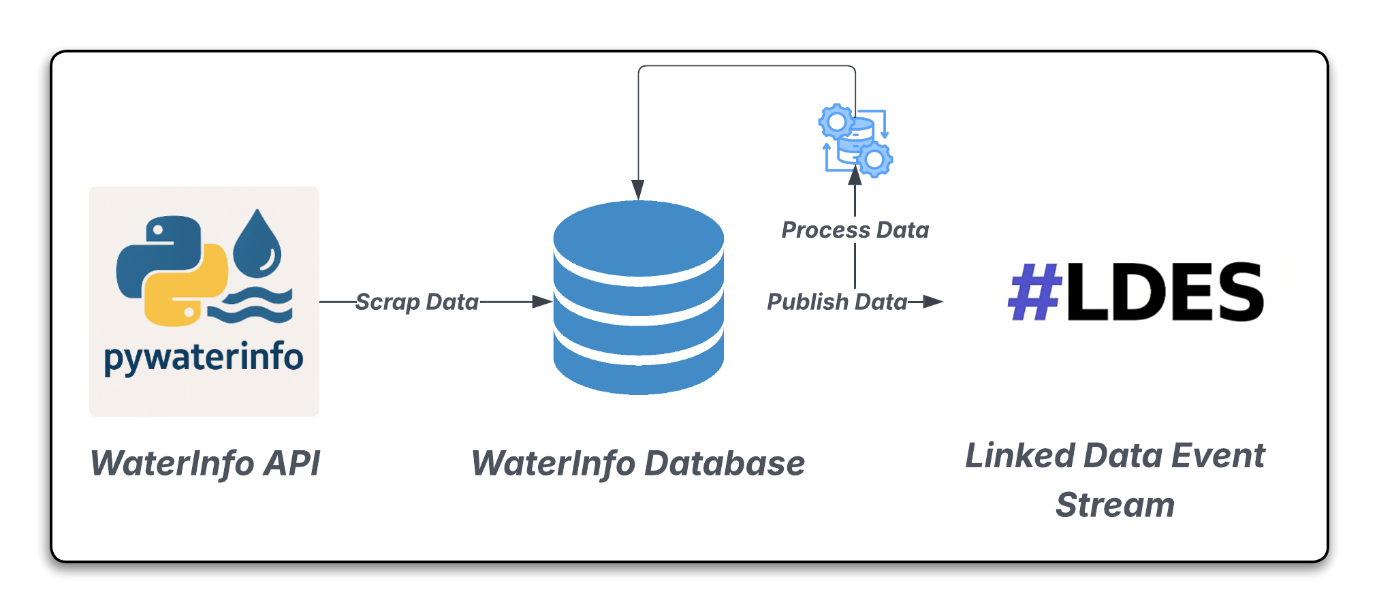 Process Data
Scrap Data
Publish Data
#LDES
pywaterinfo
WaterInfo API
WaterInfo Database
Linked Data Event
Stream